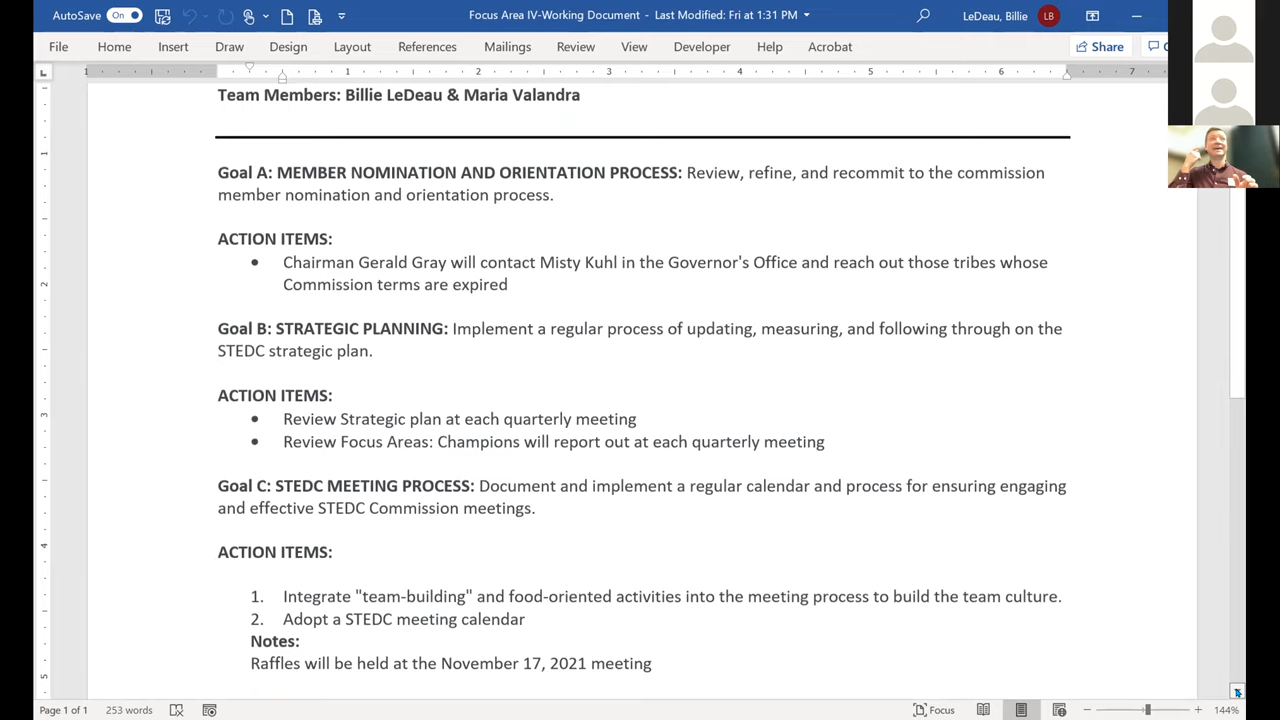 AutoSave On Focus Area IV-Working Document - Last Modified: Fri at 1:31 PM LeDeau, Billie LB
File Home Insert Draw Design Layout References Mailings Review View Developer Help Acrobat Share
1 1 2 3 4 5 6 7
Team Members: Billie LeDeau & Maria Valandra
Goal A: MEMBER NOMINATION AND ORIENTATION PROCESS: Review, refine, and recommit to the commission
member nomination and orientation process.
ACTION ITEMS:
• Chairman Gerald Gray will contact Misty Kuhl in the Governor's Office and reach out those tribes whose
Commission terms are expired
Goal B: STRATEGIC PLANNING: Implement a regular process of updating, measuring, and following through on the
STEDC strategic plan.
ACTION ITEMS:
• Review Strategic plan at each quarterly meeting
• Review Focus Areas: Champions will report out at each quarterly meeting
Goal C: STEDC MEETING PROCESS: Document and implement a regular calendar and process for ensuring engaging
and effective STEDC Commission meetings.
ACTION ITEMS:
1. Integrate "team-building" and food-oriented activities into the meeting process to build the team culture.
2. Adopt a STEDC meeting calendar
Notes:
Raffles will be held at the November 17, 2021 meeting
Page 1 of 1 253 words Focus 144%